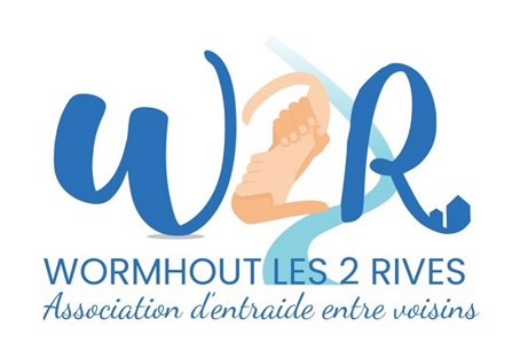 W2R
WORMHOUT LES 2 RIVES
Association d'entraide entre voisins